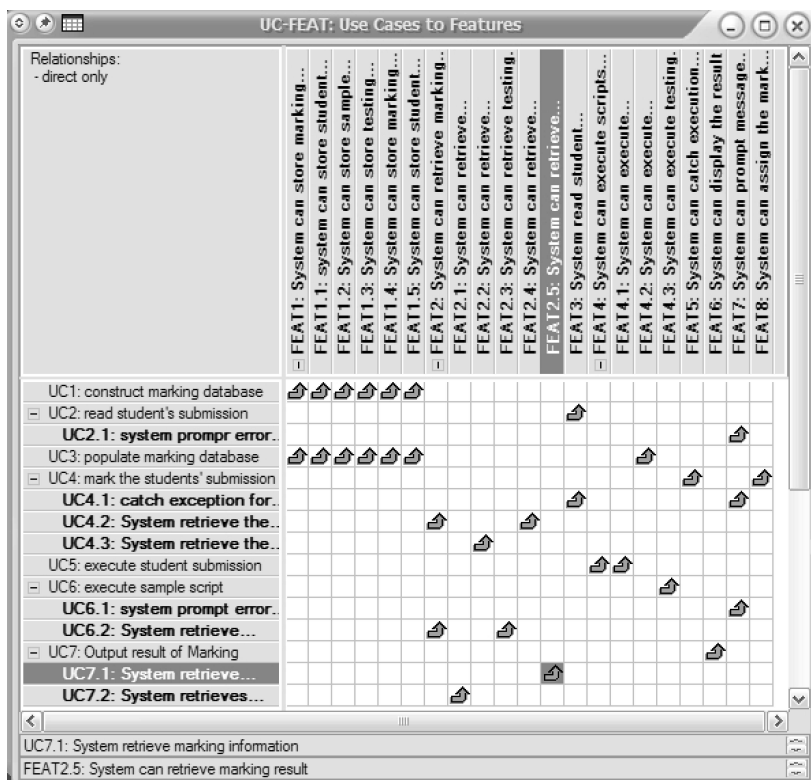 UC-FEAT: Use Cases to Features
Relationships:
- direct only
FEAT1: System can store marking...
FEAT1.1: system can store student...
FEAT1.2: System can store sample...
FEAT1.3: System can store testing...
FEAT1.4: System can store marking...
FEAT1.5: System can store student...
FEAT2: System can retrieve marking..
FEAT2.1: System can retrieve...
FEAT2.2: System can retrieve...
FEAT2.3: System can retrieve testing.
FEAT2.4: System can retrieve...
FEAT2.5: System can retrieve...
FEAT3: System read student...
FEAT4: System can execute scripts...
FEAT4.1: System can execute...
FEAT4.2: System can execute...
FEAT4.3: System can execute testing.
FEAT5: System can catch execution...
FEAT6: System can display the result
FEAT7: System can prompt message..
FEAT8: System can assign the mark...
UC1: construct marking database
UC2: read student's submission
UC2.1: system prompr error..
UC3: populate marking database
UC4: mark the students' submission
UC4.1: catch exception for..
UC4.2: System retrieve the..
UC4.3: System retrieve the..
UC5: execute student submission
UC6: execute sample script
UC6.1: system prompt error..
UC6.2: System retrieve...
UC7: Output result of Marking
UC7.1: System retrieve...
UC7.2: System retrieves...
UC7.1: System retrieve marking information
FEAT2.5: System can retrieve marking result